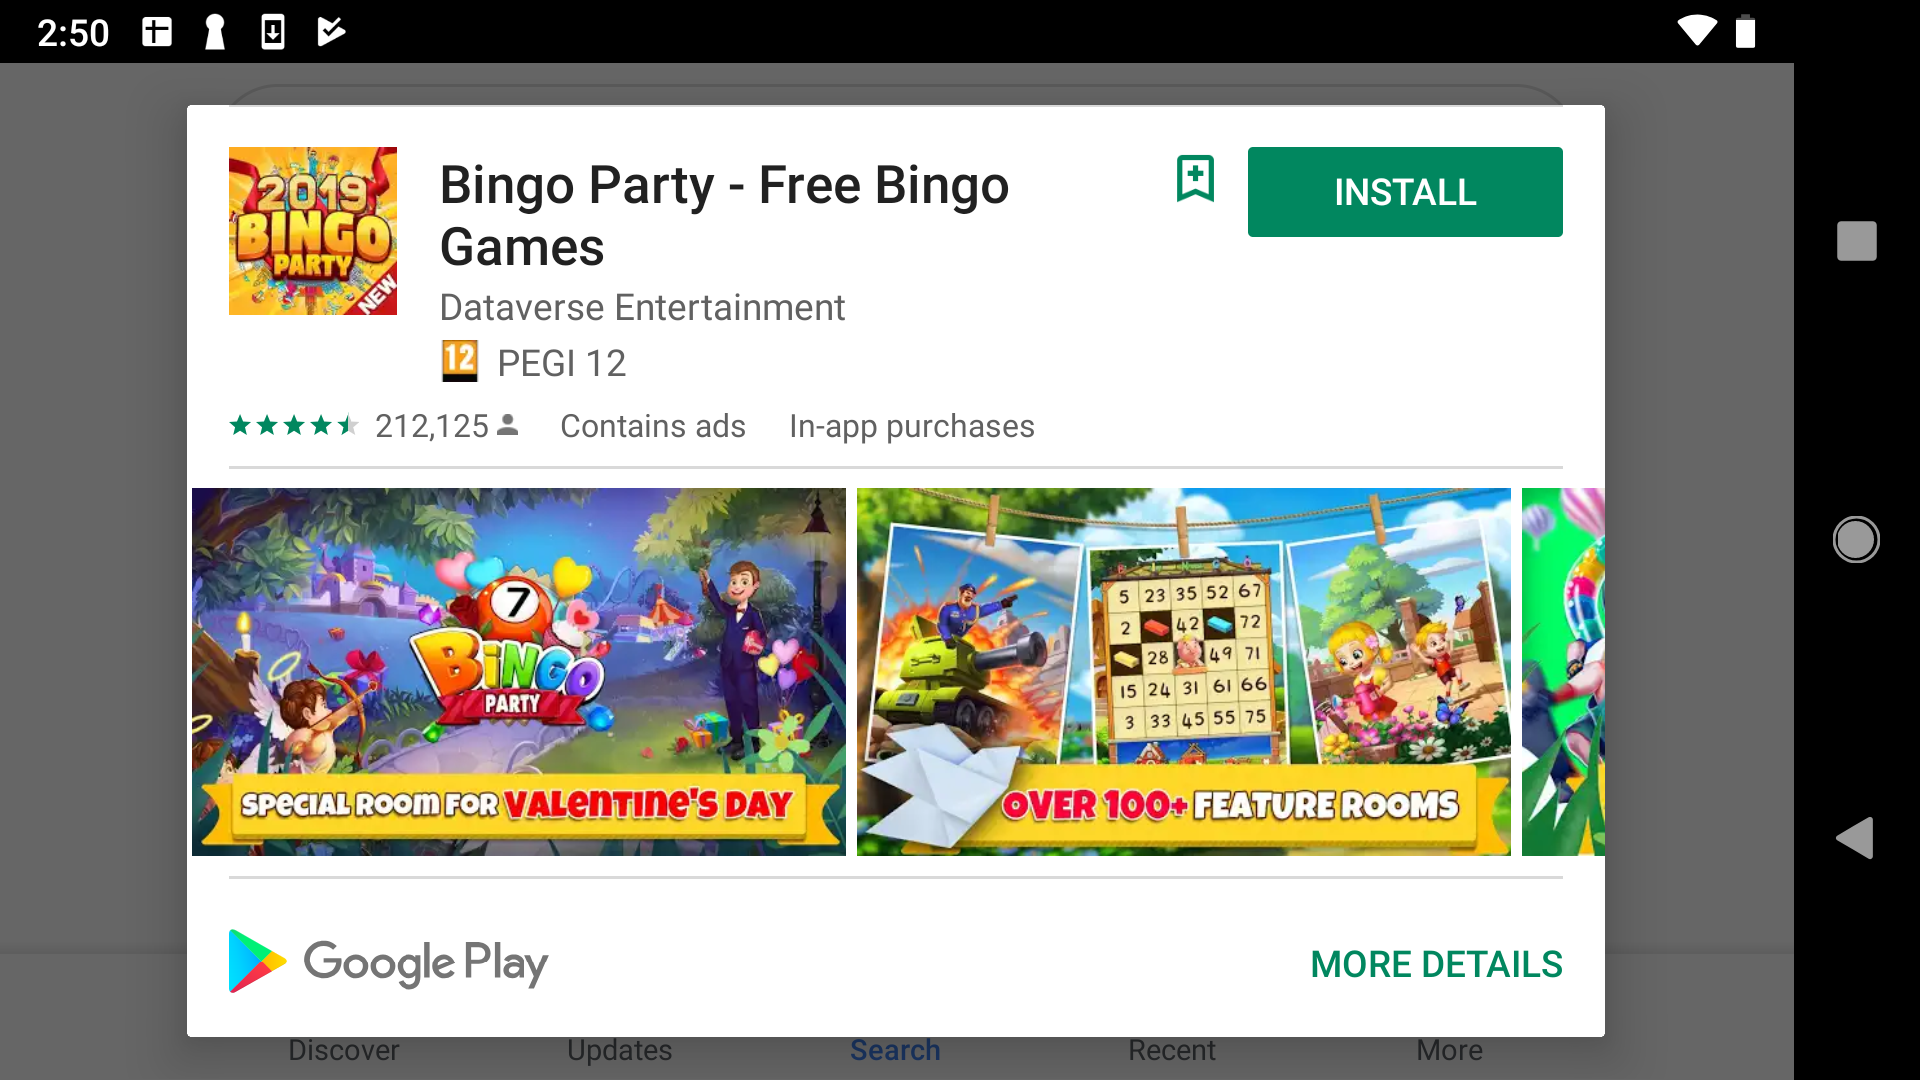 2:50
2019
BINGO
PARTY
NEW
Bingo Party - Free Bingo
Games
Dataverse Entertainment
12 PEGI 12
INSTALL
212,125 Contains ads In-app purchases
7
BINGO
PARTY
SPECIAL ROOM FOR VALENTINE'S DAY
BINGO
5 23 35 52 67
2 42 72
28 49 71
15 24 31 61 66
3 33 45 55 75
OVER 100+ FEATURE ROOMS
Google Play
MORE DETAILS
Discover Updates Search Recent More